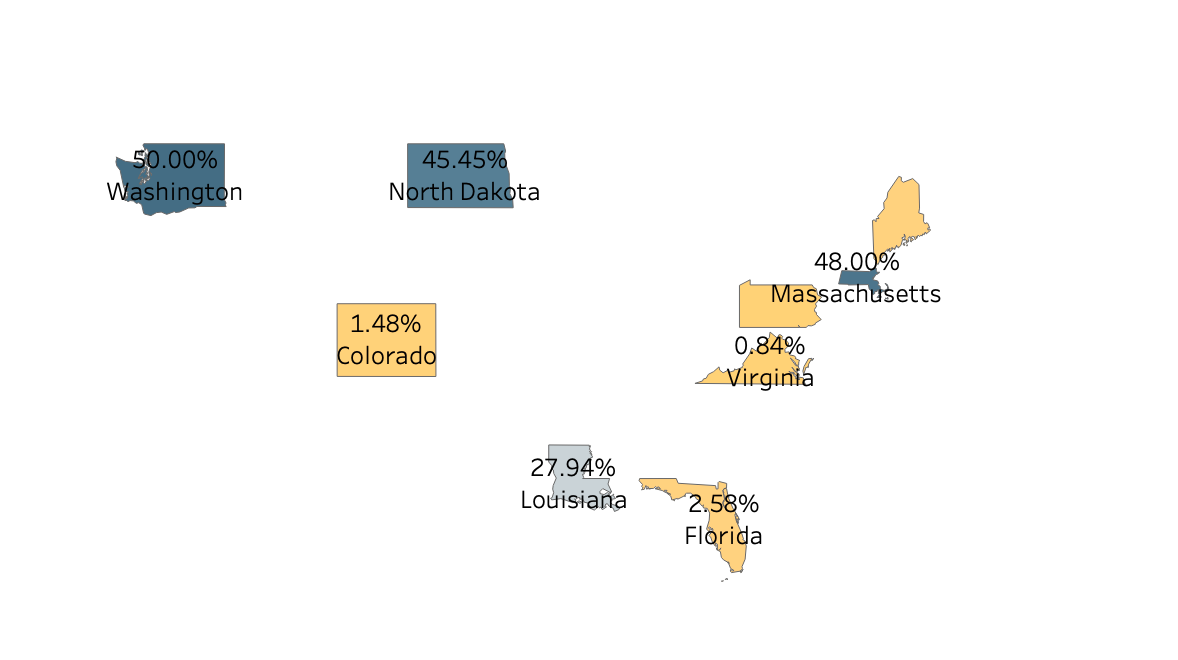 50.00%
Washington
45.45%
North Dakota
48.00%
Massachusetts
1.48%
Colorado
0.84%
Virginia
27.94%
Louisiana
2.58%
Florida